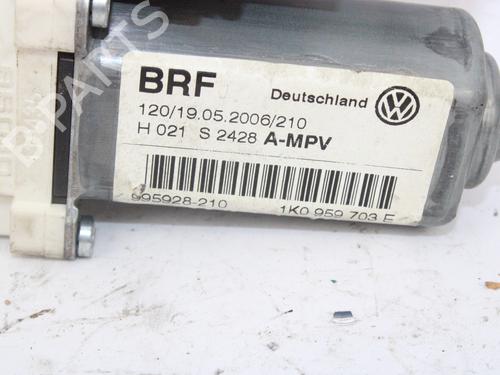 BRF
Deutschland
120/19.05.2006/210
H 021 S 2428 A-MPV
995928-210
1K0 959 703 E